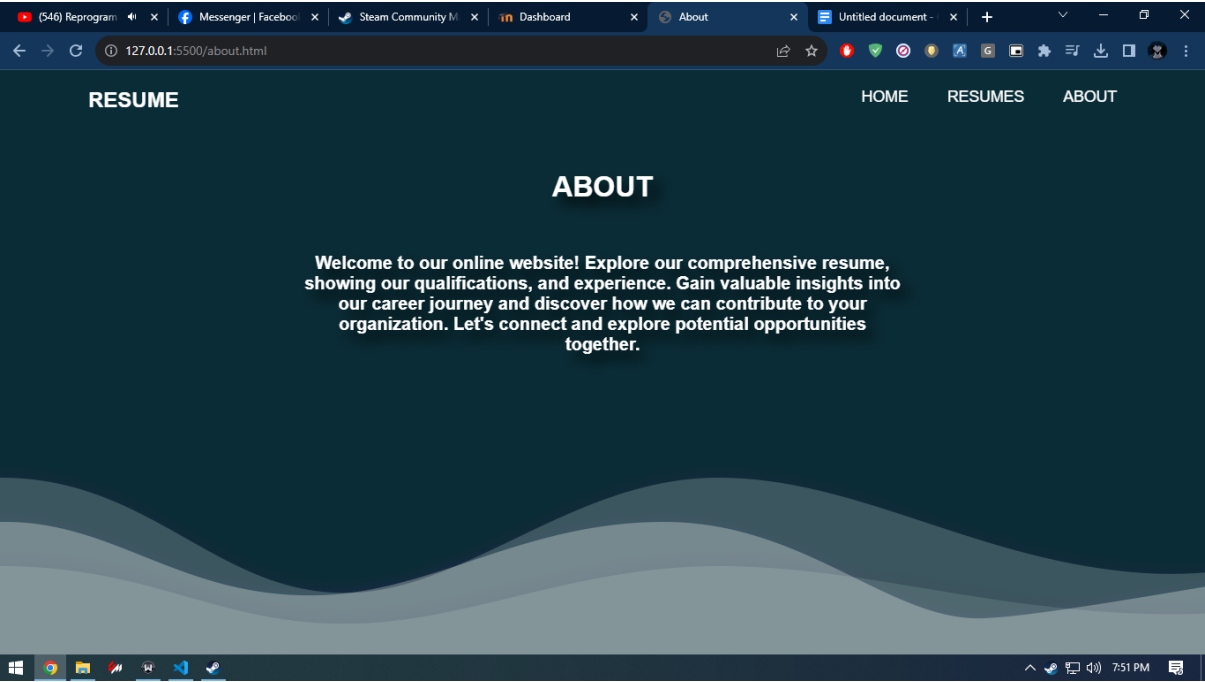 (546) Reprogram
Messenger | Faceboo
Steam Community M
Dashboard
About
Untitled document -
127.0.0.1:5500/about.html
RESUME
HOME
RESUMES
ABOUT
ABOUT
Welcome to our online website! Explore our comprehensive resume,
showing our qualifications, and experience. Gain valuable insights into
our career journey and discover how we can contribute to your
organization. Let's connect and explore potential opportunities
together.
7:51 PM